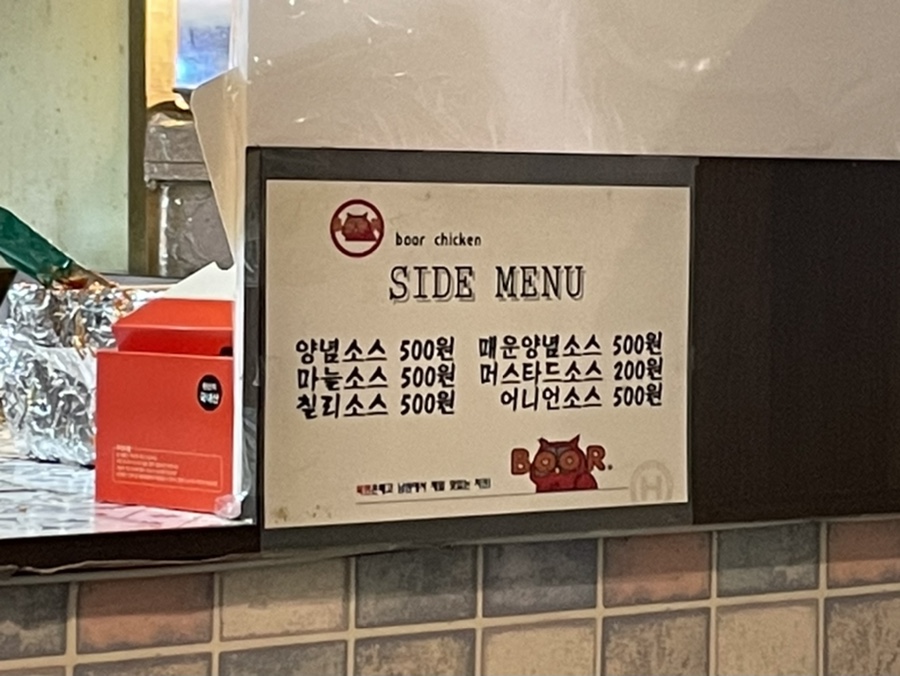 boor chicken
SIDE MENU
양념소스 500원 매운양념소스 500원
마늘소스 500원 머스타드소스 200원
칠리소스 500원 어니언소스 500원
BOOR.
H
국내산